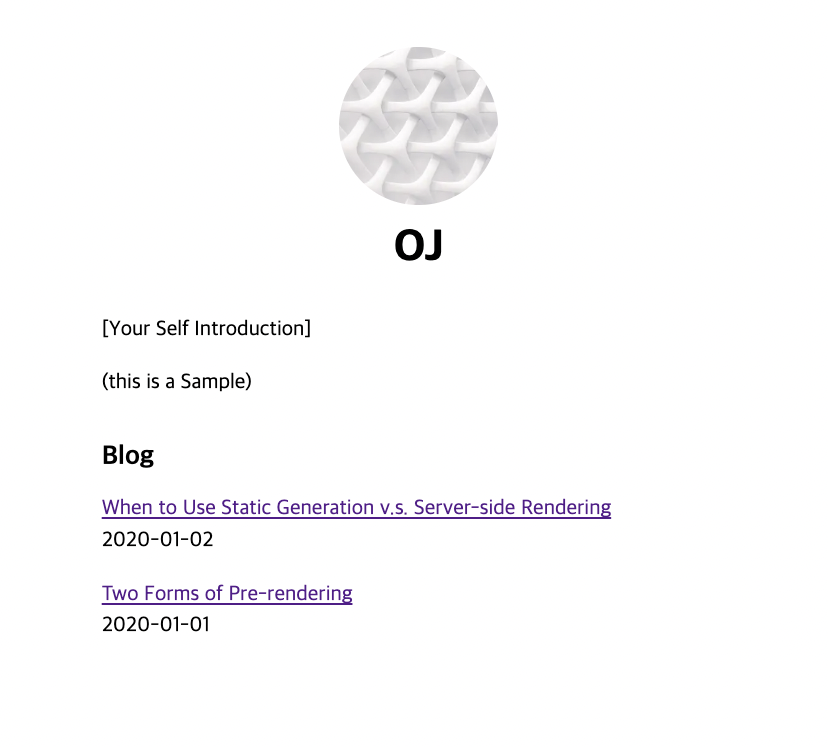 OJ
[Your Self Introduction]
(this is a Sample)
Blog
When to Use Static Generation v.s. Server-side Rendering
2020-01-02
Two Forms of Pre-rendering
2020-01-01